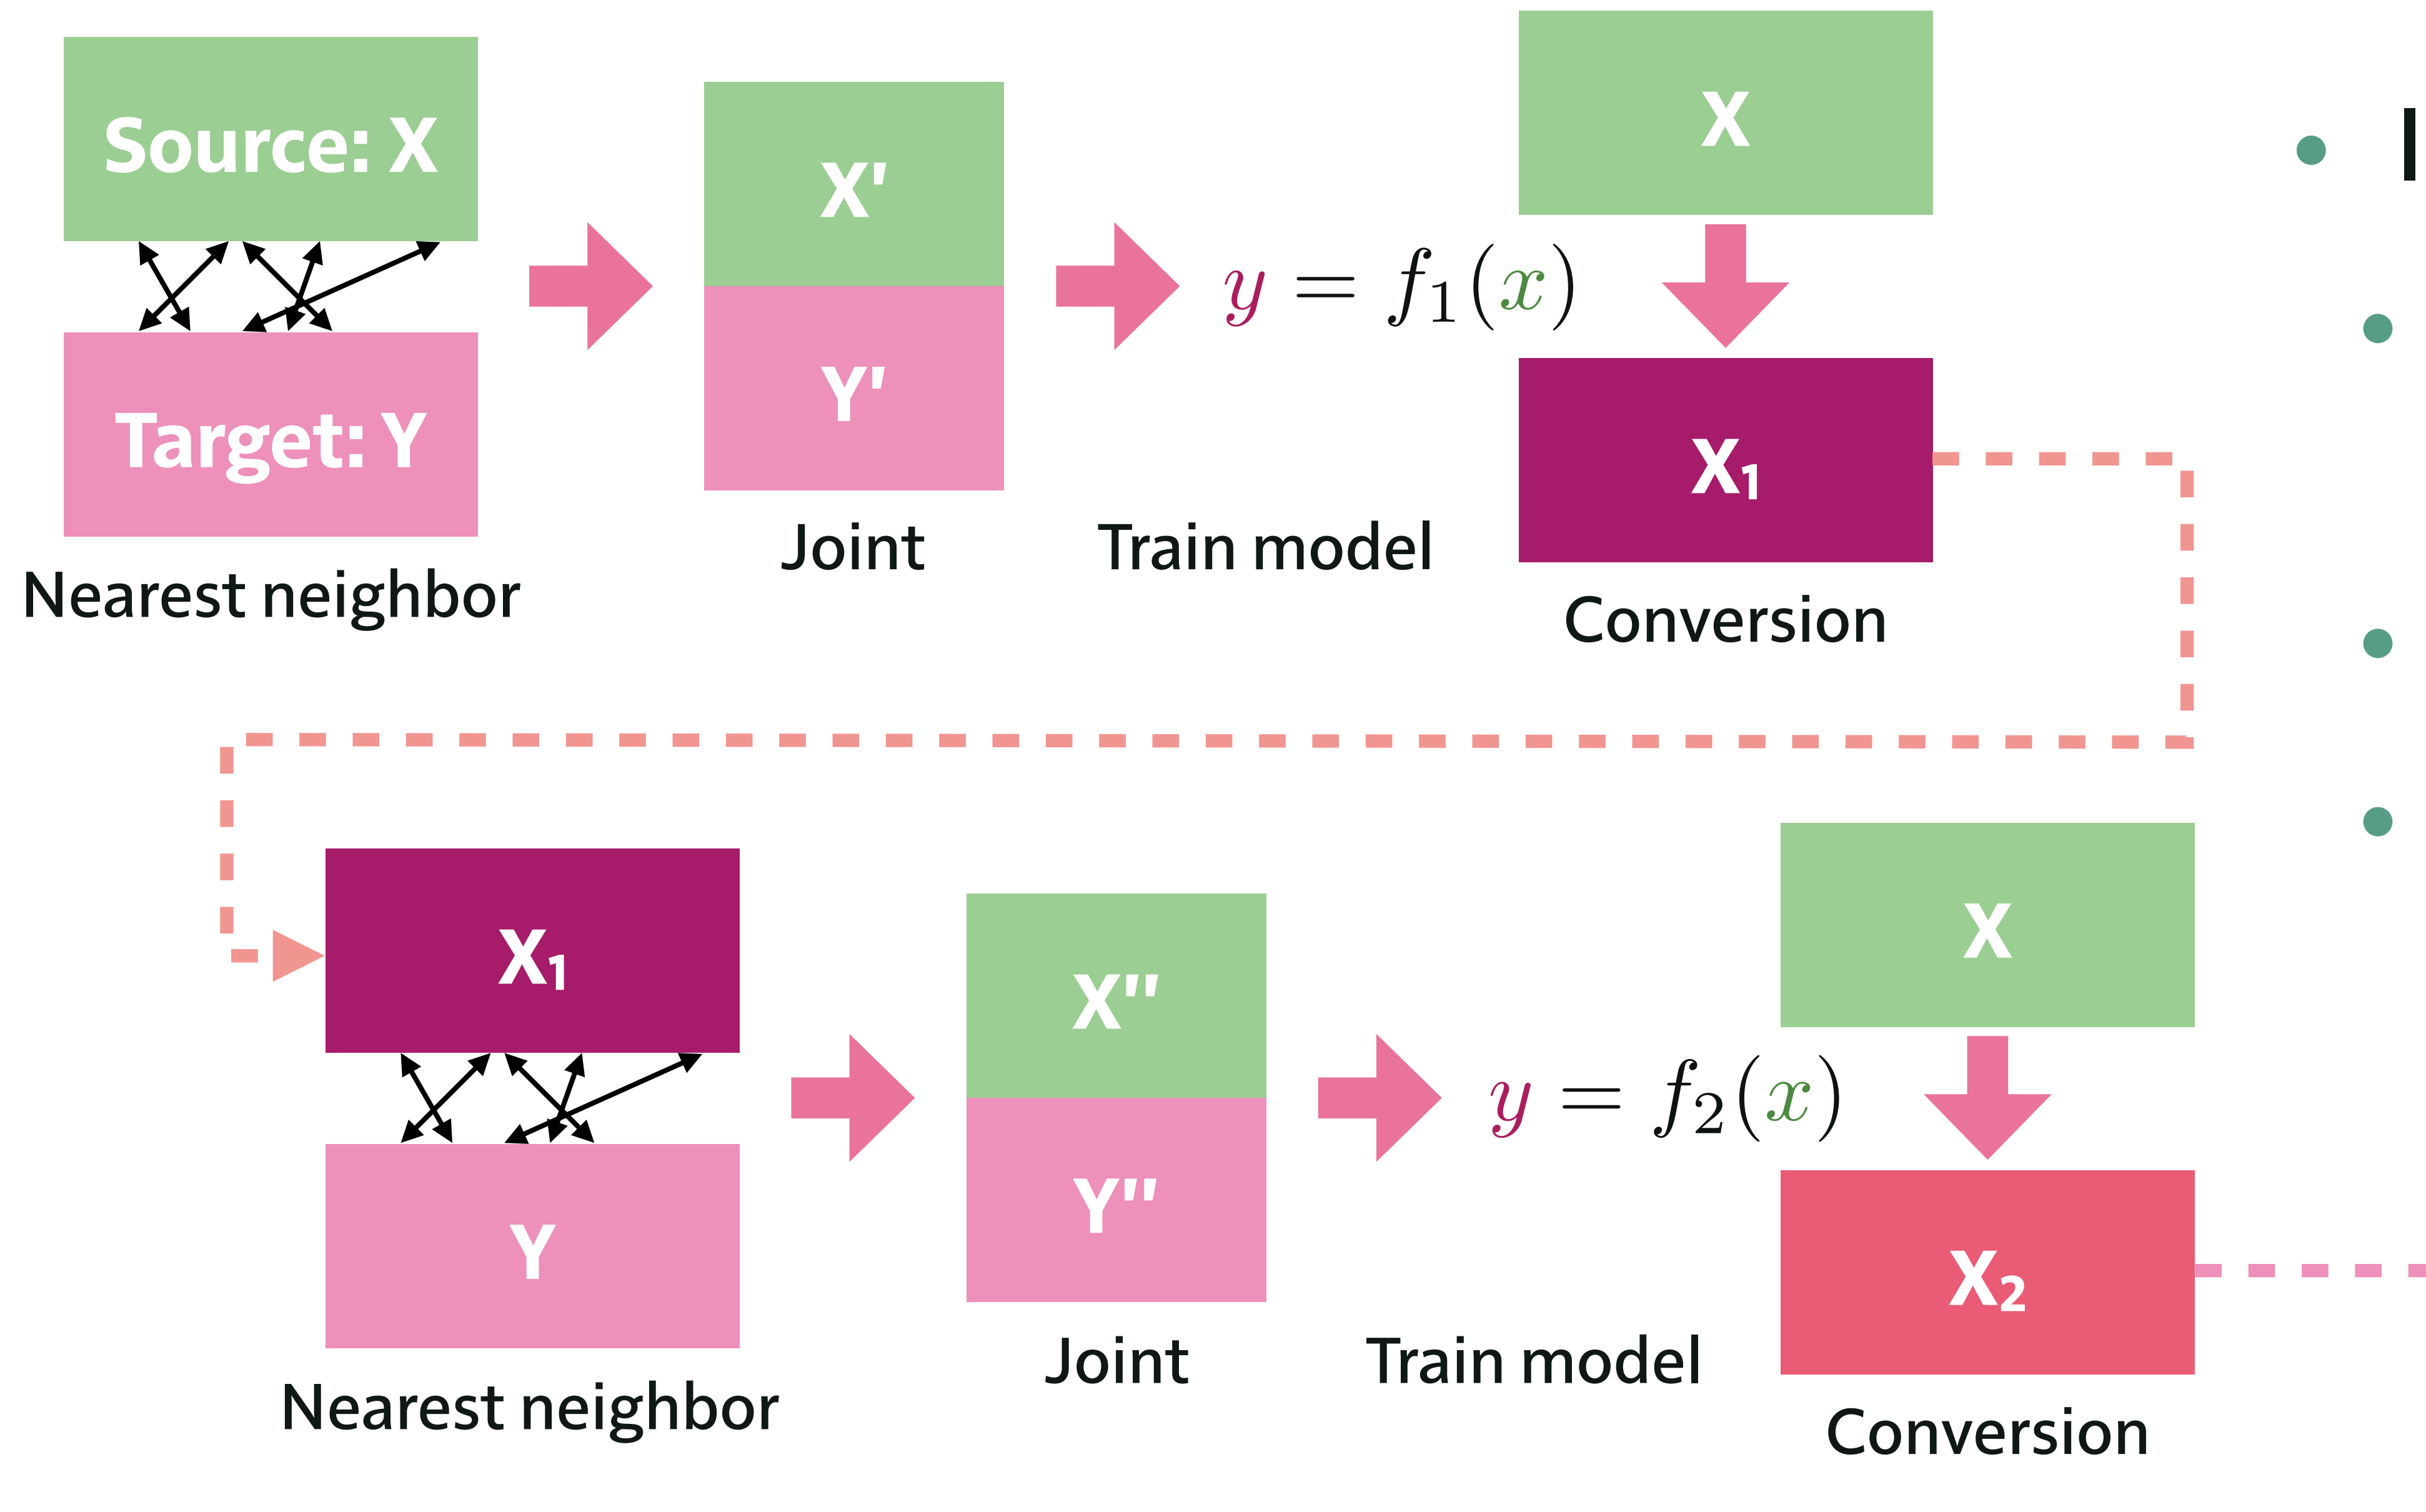 Source: X
Target: Y
Nearest neighbor
X'
Y'
Joint
y = f₁(x)
Train model
X
X₁
Conversion
X₁
Y
Nearest neighbor
X''
Y''
Joint
y = f₂(x)
Train model
X
X₂
Conversion